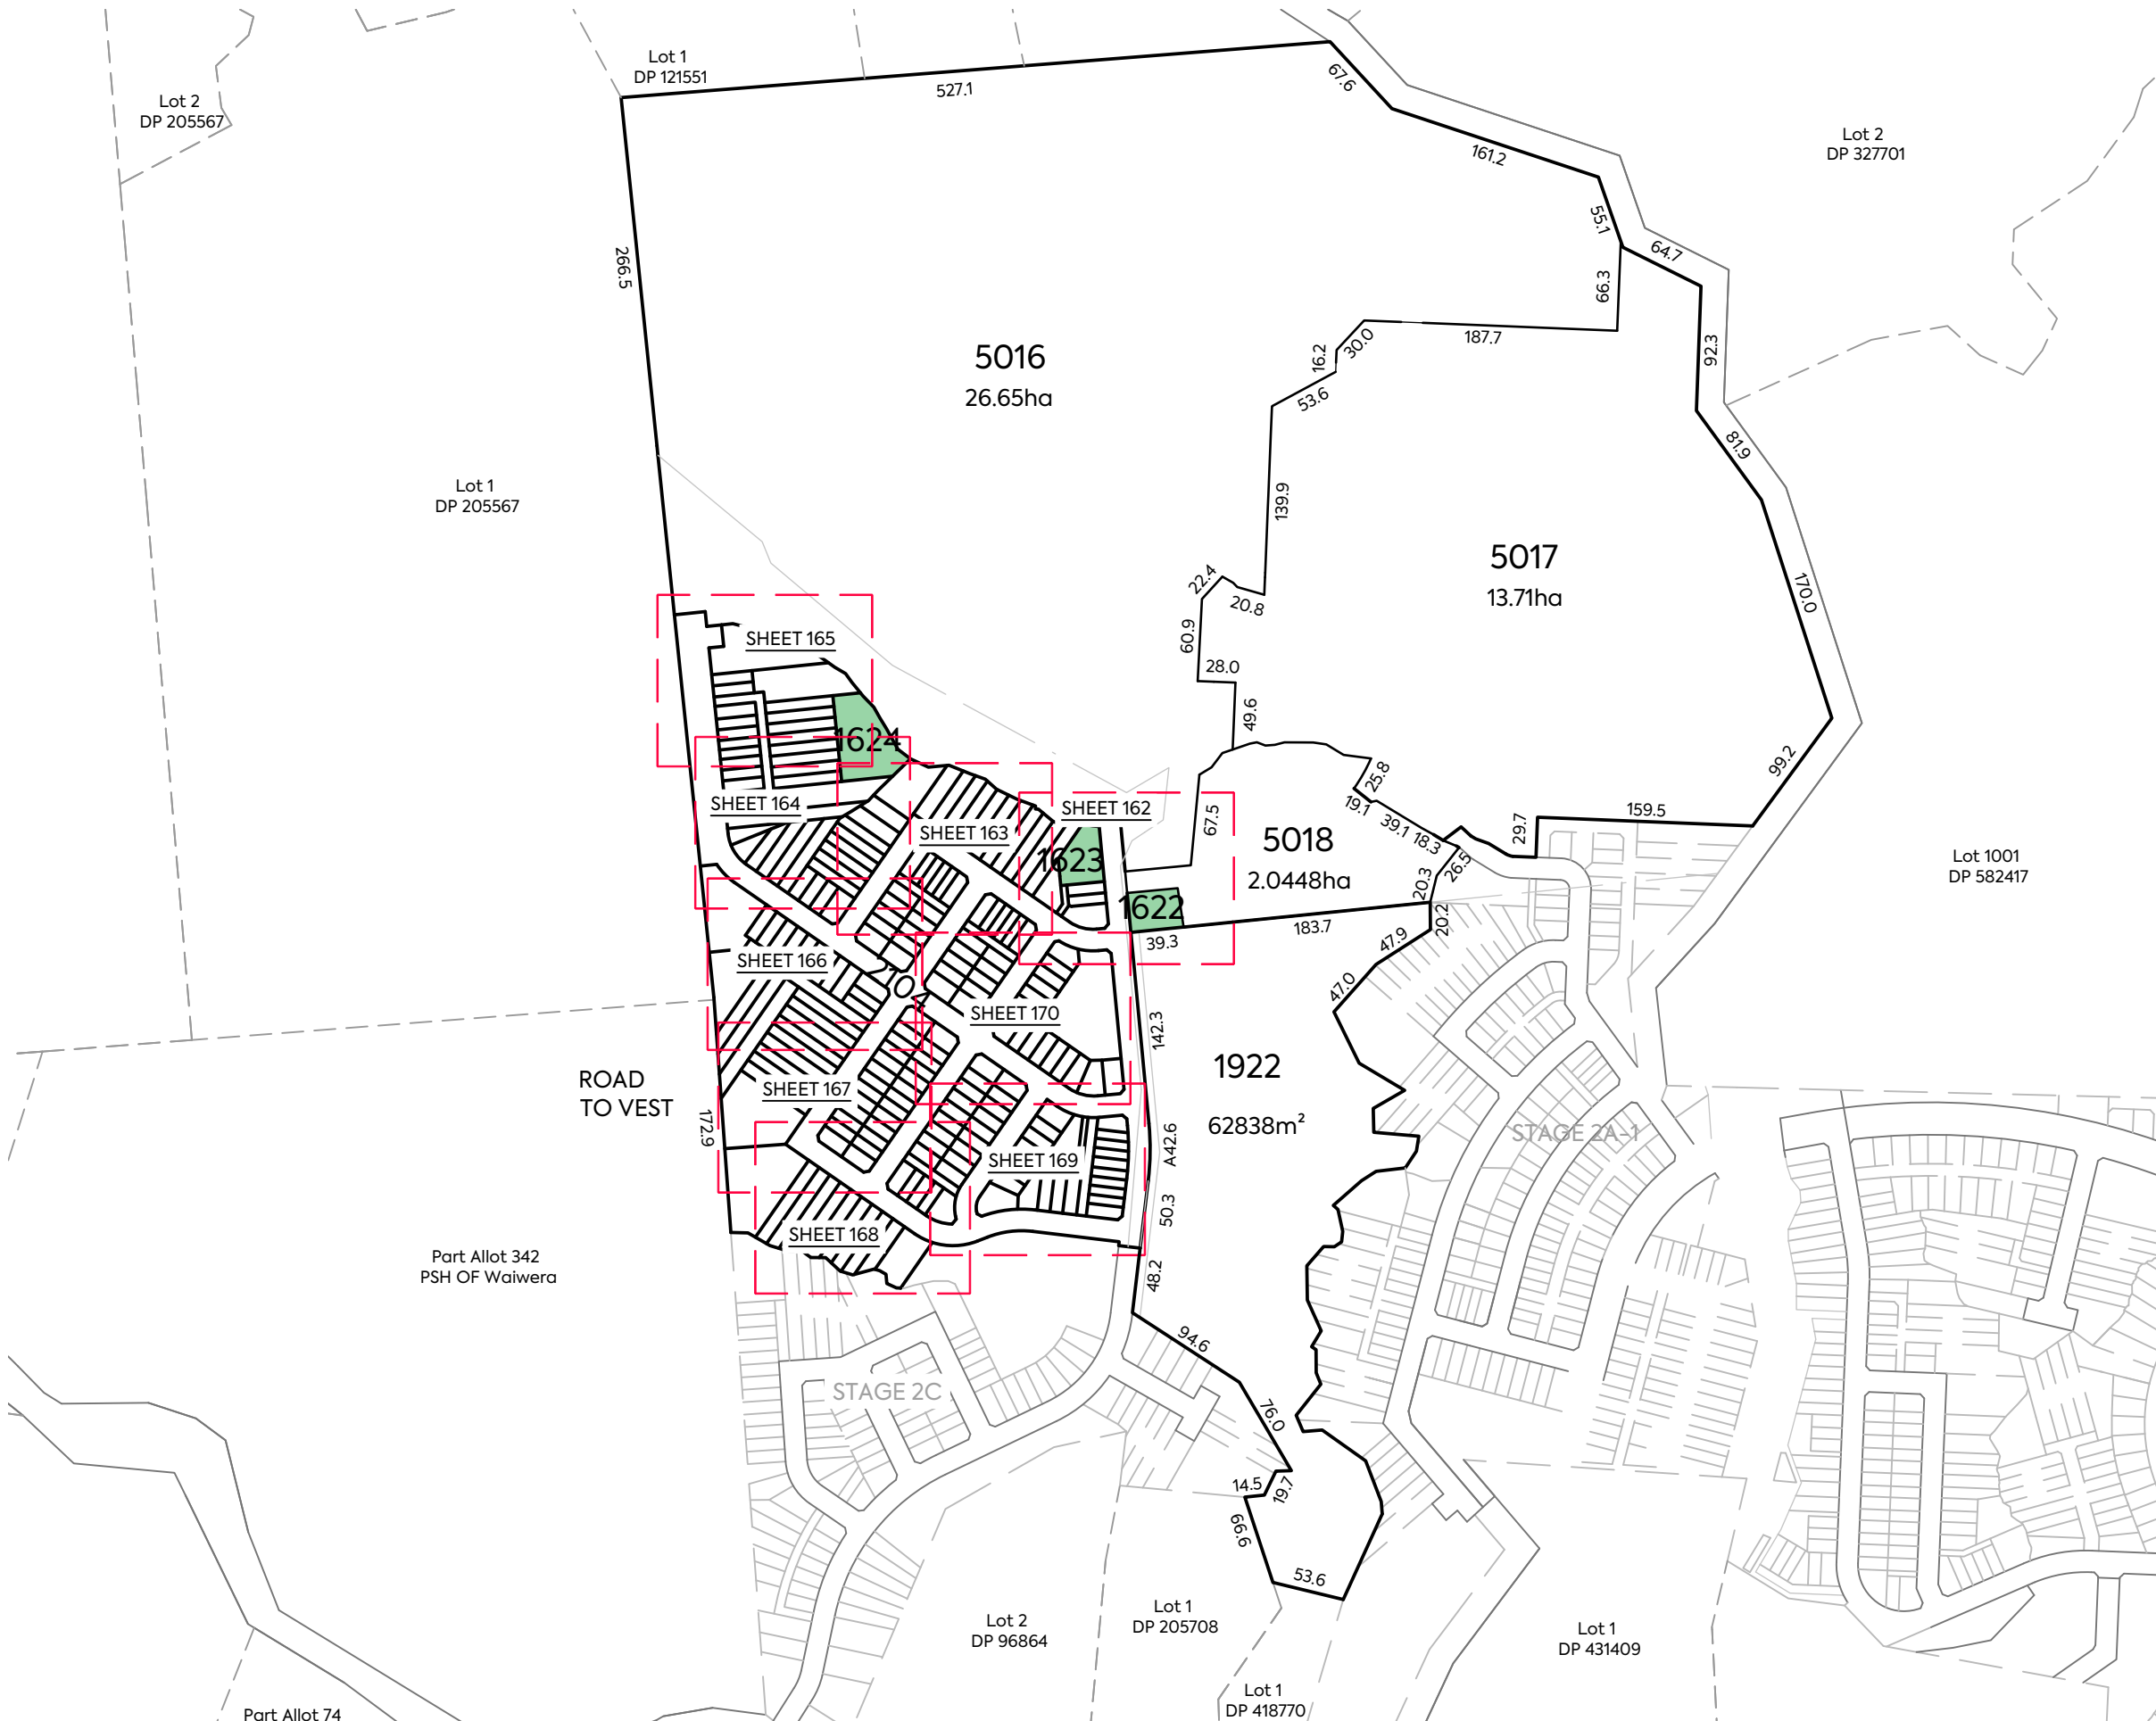 Lot 1
DP 121551
Lot 2
DP 205567
527.1
67.6
161.2
Lot 2
DP 327701
55.1
64.7
266.5
66.3
5016
26.65ha
16.2
30.0
187.7
92.3
53.6
81.9
Lot 1
DP 205567
139.9
5017
13.71ha
22.4
20.8
170.0
60.9
28.0
SHEET 165
49.6
1624
99.2
25.8
19.1
SHEET 164
SHEET 162
SHEET 163
67.5
39.1
18.3
29.7
159.5
5018
2.0448ha
1623
26.5
Lot 1001
DP 582417
20.3
1622
39.3
183.7
20.2
47.9
SHEET 166
47.0
SHEET 170
142.3
ROAD
TO VEST
SHEET 167
1922
62838m²
172.9
A42.6
STAGE 2A-1
SHEET 169
50.3
SHEET 168
Part Allot 342
PSH OF Waiwera
48.2
94.6
STAGE 2C
76.0
14.5
19.7
66.6
53.6
Lot 2
DP 96864
Lot 1
DP 205708
Lot 1
DP 431409
Lot 1
DP 418770
Part Allot 74